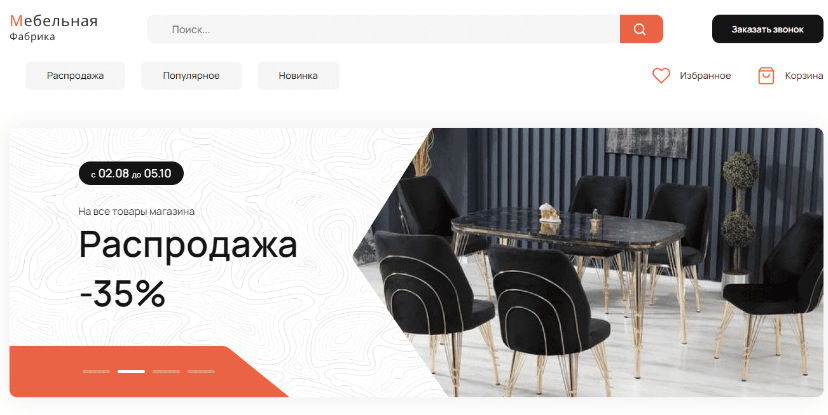 Мебельная
Фабрика
Поиск...
Заказать звонок
Распродажа
Популярное
Новинка
Избранное
Корзина
с 02.08 до 05.10
На все товары магазина
Распродажа
-35%